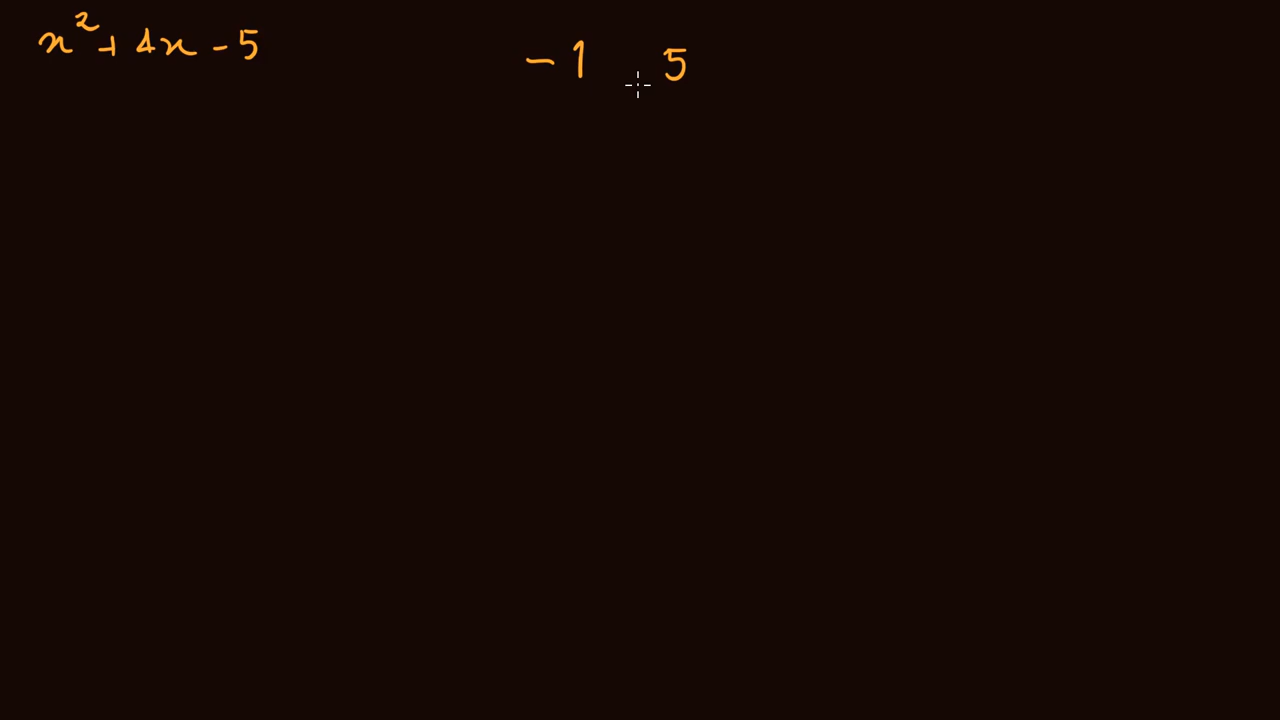 x² + 4x - 5
- 1 5